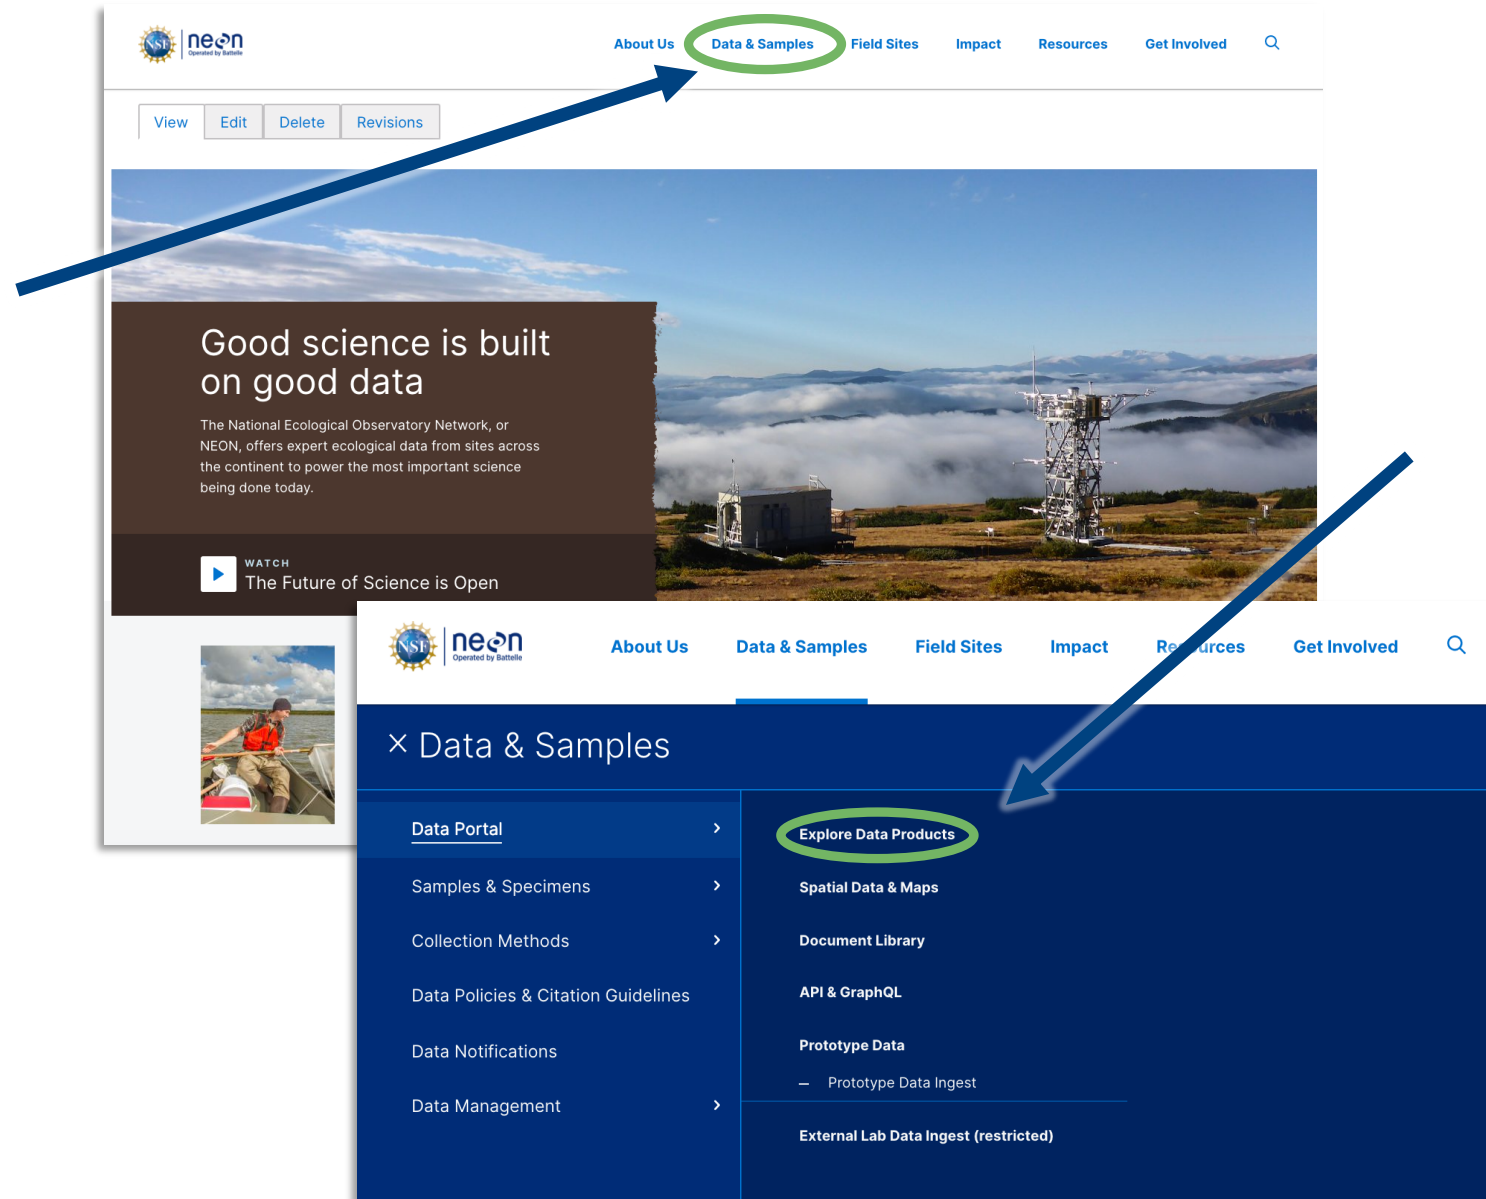 NSF
neon
Operated by Battelle
About Us
Data & Samples
Field Sites
Impact
Resources
Get Involved
View
Edit
Delete
Revisions
Good science is built
on good data
The National Ecological Observatory Network, or
NEON, offers expert ecological data from sites across
the continent to power the most important science
being done today.
WATCH
The Future of Science is Open
NSF
neon
Operated by Battelle
About Us
Data & Samples
Field Sites
Impact
Resources
Get Involved
× Data & Samples
Data Portal
Samples & Specimens
Collection Methods
Data Policies & Citation Guidelines
Data Notifications
Data Management
Explore Data Products
Spatial Data & Maps
Document Library
API & GraphQL
Prototype Data
– Prototype Data Ingest
External Lab Data Ingest (restricted)